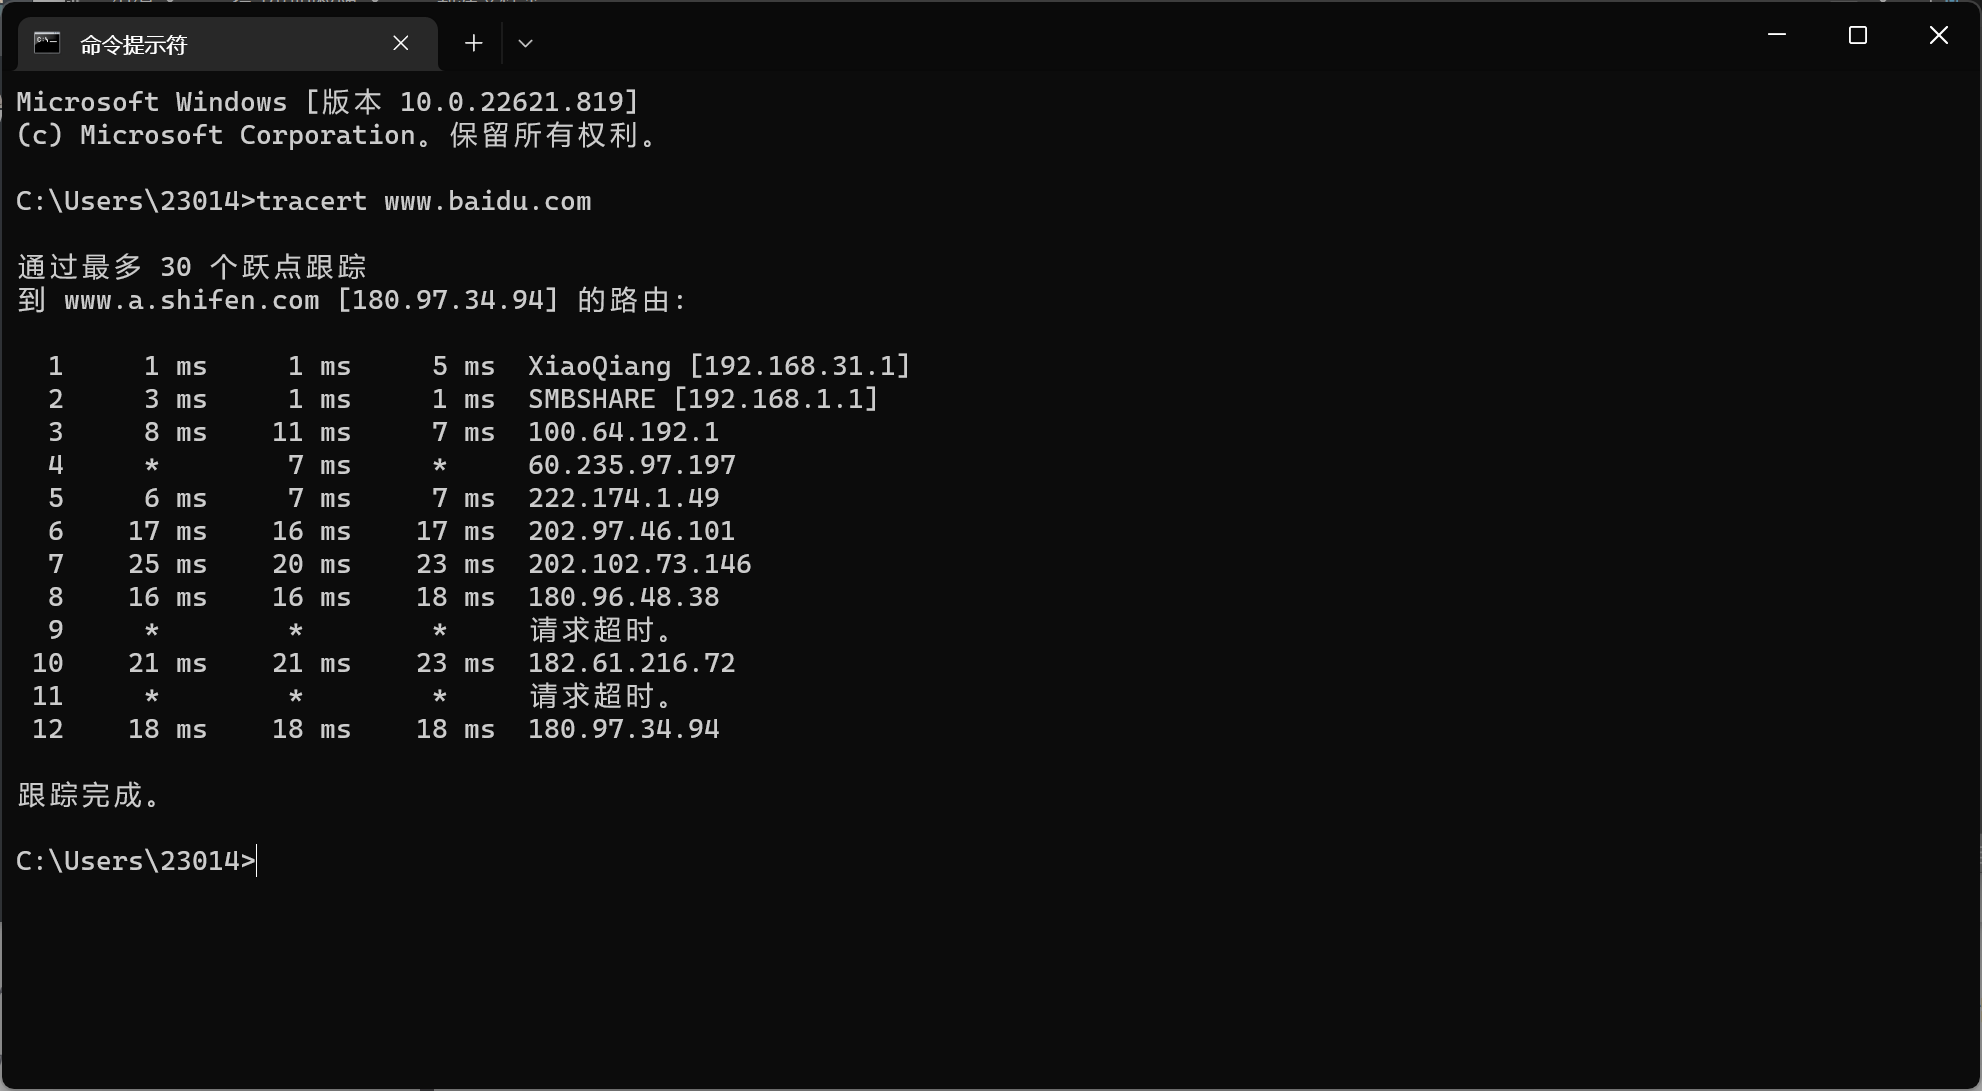 命令提示符
Microsoft Windows [版本 10.0.22621.819]
(c) Microsoft Corporation。保留所有权利。
C:\Users\23014>tracert www.baidu.com
通过最多 30 个跃点跟踪
到 www.a.shifen.com [180.97.34.94] 的路由:
1 1 ms 1 ms 5 ms XiaoQiang [192.168.31.1]
2 3 ms 1 ms 1 ms SMBSHARE [192.168.1.1]
3 8 ms 11 ms 7 ms 100.64.192.1
4 * 7 ms * 60.235.97.197
5 6 ms 7 ms 7 ms 222.174.1.49
6 17 ms 16 ms 17 ms 202.97.46.101
7 25 ms 20 ms 23 ms 202.102.73.146
8 16 ms 16 ms 18 ms 180.96.48.38
9 * * * 请求超时。
10 21 ms 21 ms 23 ms 182.61.216.72
11 * * * 请求超时。
12 18 ms 18 ms 18 ms 180.97.34.94
跟踪完成。
C:\Users\23014>